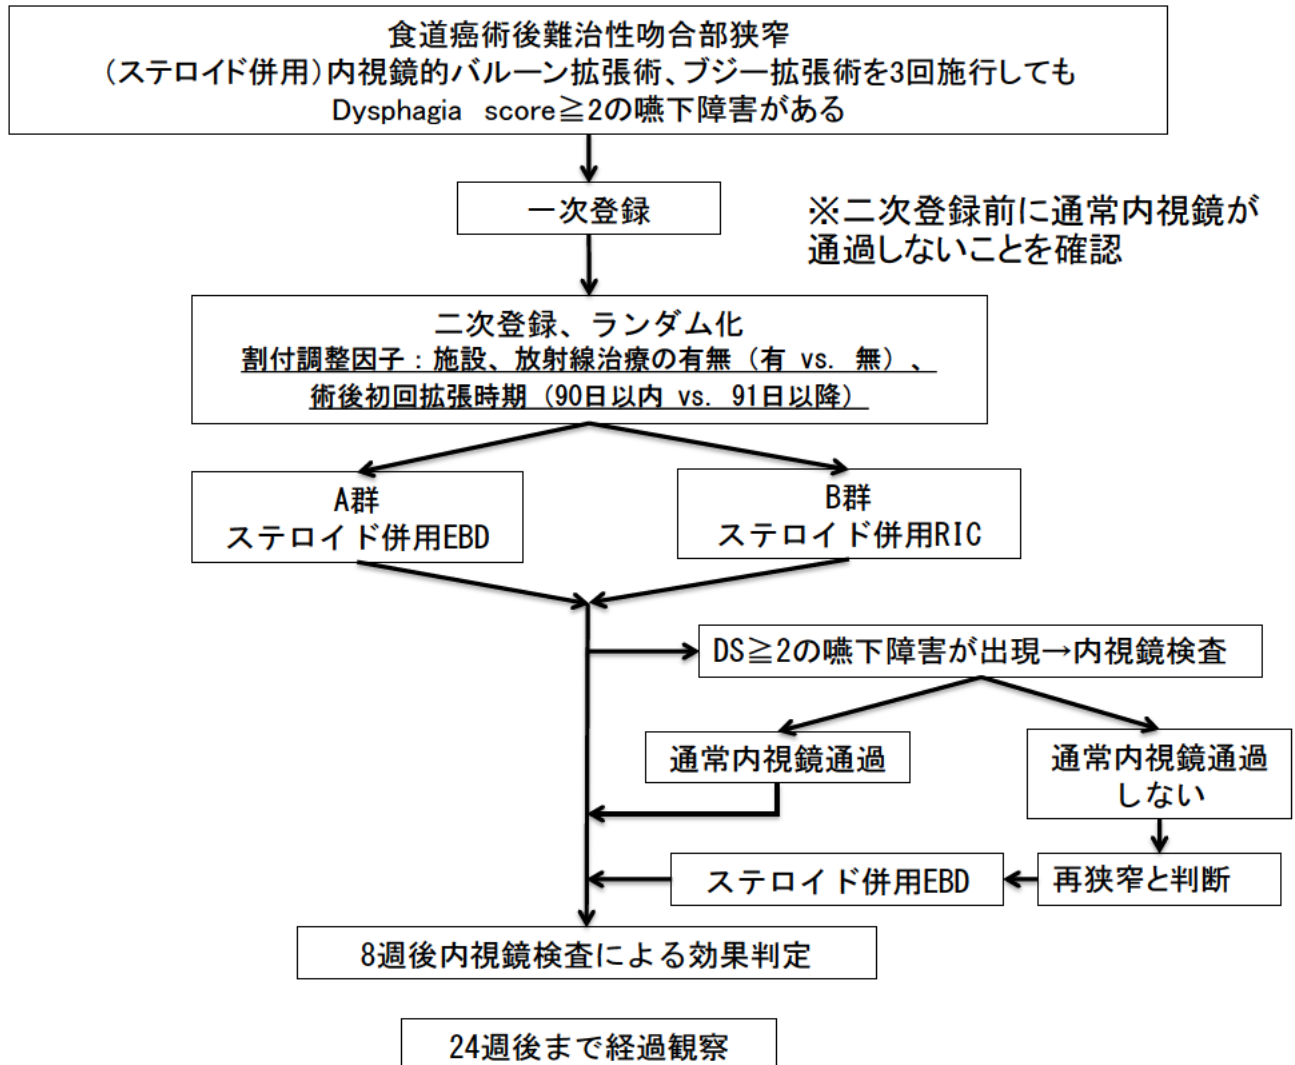 食道癌術後難治性吻合部狭窄
（ステロイド併用）内視鏡的バルーン拡張術、ブジー拡張術を3回施行しても
Dysphagia score≧2の嚥下障害がある
一次登録
※二次登録前に通常内視鏡が
通過しないことを確認
二次登録、ランダム化
割付調整因子：施設、放射線治療の有無（有 vs. 無）、
術後初回拡張時期（90日以内 vs. 91日以降）
A群
ステロイド併用EBD
B群
ステロイド併用RIC
DS≧2の嚥下障害が出現→内視鏡検査
通常内視鏡通過
通常内視鏡通過
しない
再狭窄と判断
ステロイド併用EBD
8週後内視鏡検査による効果判定
24週後まで経過観察